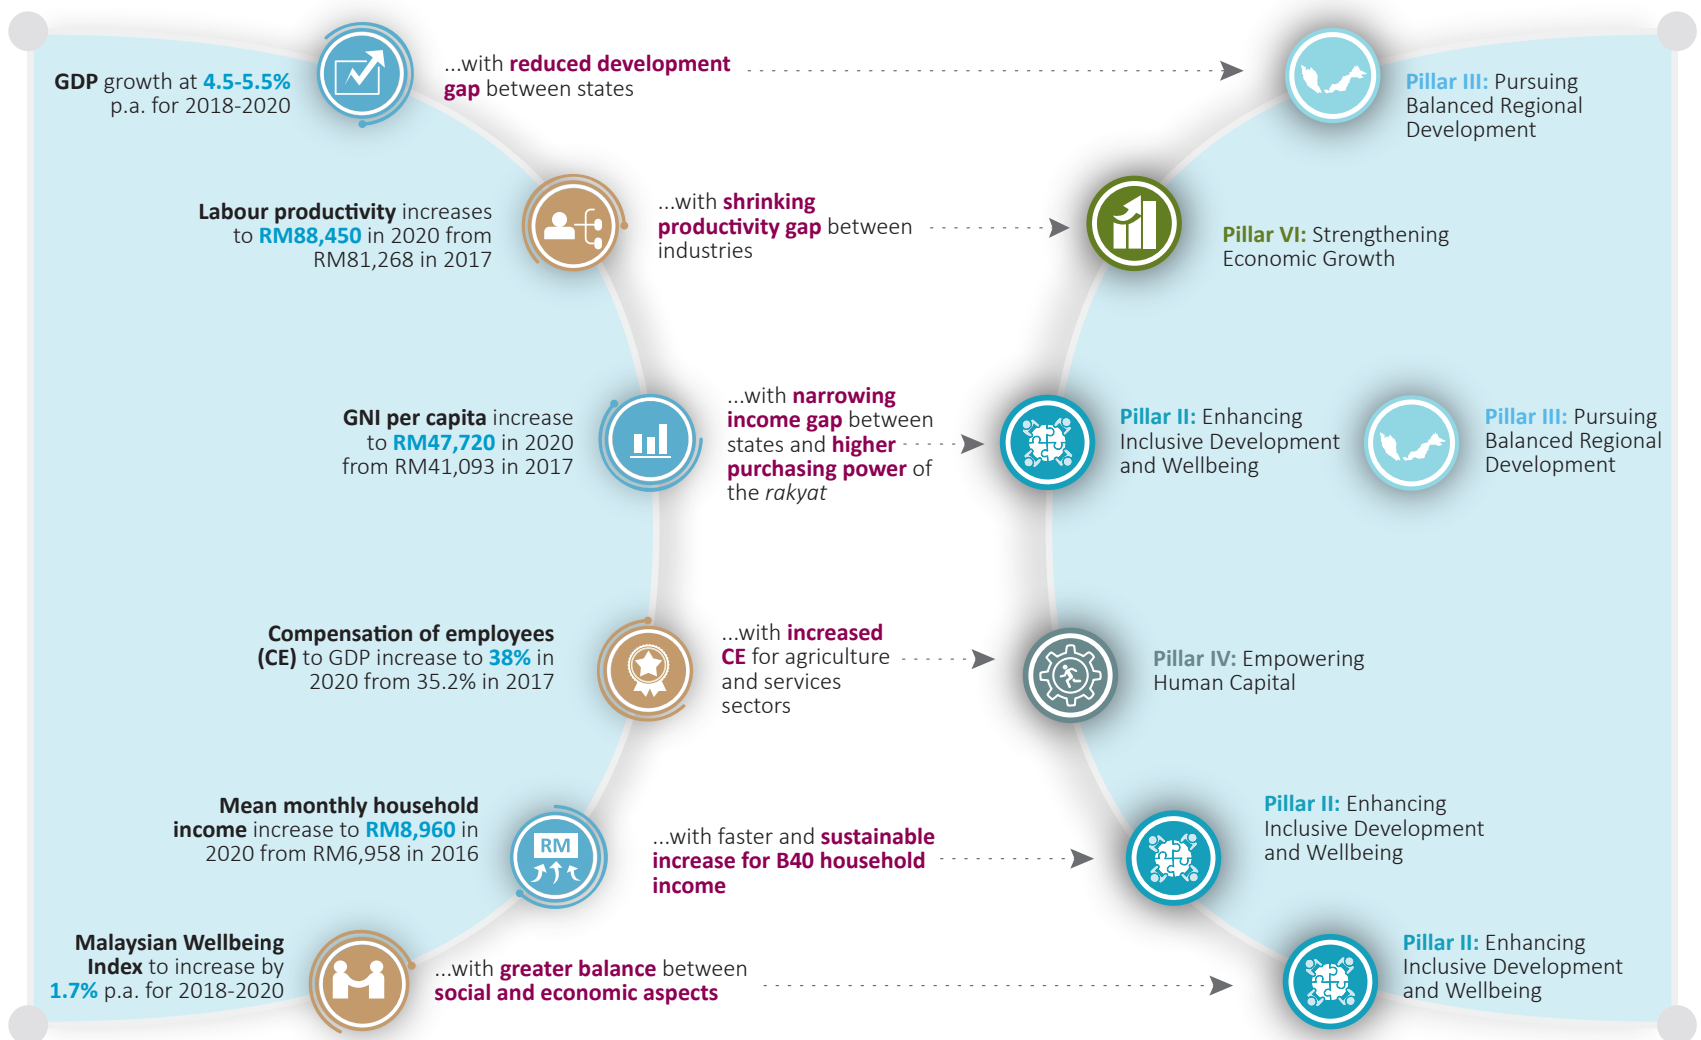 GDP growth at 4.5-5.5%
p.a. for 2018-2020
...with reduced development
gap between states
Pillar III: Pursuing
Balanced Regional
Development
Labour productivity increases
to RM88,450 in 2020 from
RM81,268 in 2017
...with shrinking
productivity gap between
industries
Pillar VI: Strengthening
Economic Growth
GNI per capita increase
to RM47,720 in 2020
from RM41,093 in 2017
...with narrowing
income gap between
states and higher
purchasing power of
the rakyat
Pillar II: Enhancing
Inclusive Development
and Wellbeing
Pillar III: Pursuing
Balanced Regional
Development
Compensation of employees
(CE) to GDP increase to 38% in
2020 from 35.2% in 2017
...with increased
CE for agriculture
and services
sectors
Pillar IV: Empowering
Human Capital
Mean monthly household
income increase to RM8,960 in
2020 from RM6,958 in 2016
RM
...with faster and sustainable
increase for B40 household
income
Pillar II: Enhancing
Inclusive Development
and Wellbeing
Malaysian Wellbeing
Index to increase by
1.7% p.a. for 2018-2020
...with greater balance between
social and economic aspects
Pillar II: Enhancing
Inclusive Development
and Wellbeing